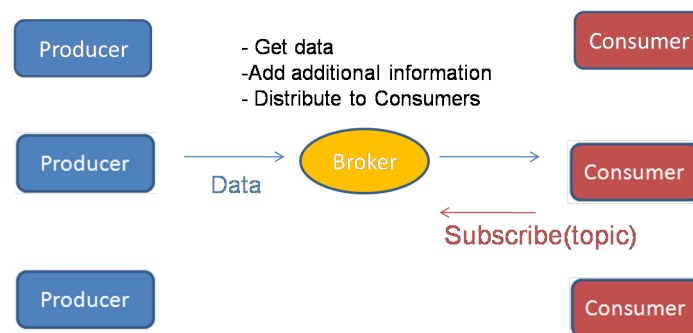 Producer
- Get data
-Add additional information
- Distribute to Consumers
Consumer
Producer
Data
Broker
Consumer
Subscribe(topic)
Producer
Consumer